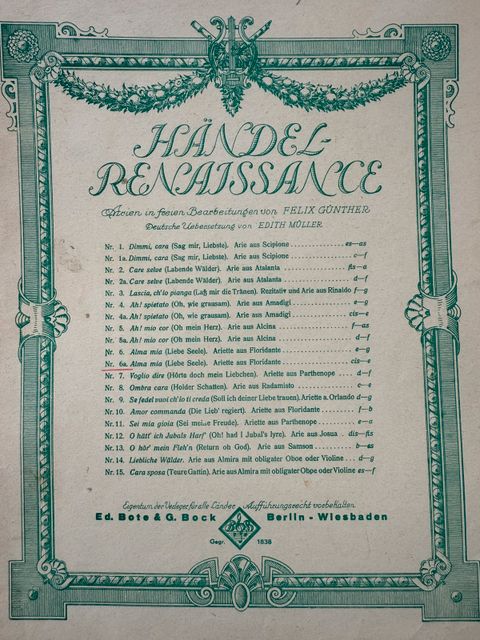 HÄNDEL-
RENAISSANCE
Arien in freien Bearbeitungen von FELIX GÜNTHER
Deutsche Uebersetzung von EDITH MÜLLER
Nr. 1. Dimmi, cara (Sag mir, Liebste). Arie aus Scipione es—as
Nr. 1a. Dimmi, cara (Sag mir, Liebste). Arie aus Scipione c—f
Nr. 2. Care selve (Labende Wälder). Arie aus Atalanta fis—a
Nr. 2a. Care selve (Labende Wälder). Arie aus Atalanta d—f
Nr. 3. Lascia, ch'io pianga (Laß mir die Tränen). Rezitativ und Arie aus Rinaldo f—g
Nr. 4. Ah! spietato (Oh, wie grausam). Arie aus Amadigi e—g
Nr. 4a. Ah! spietato (Oh, wie grausam). Arie aus Amadigi cis—e
Nr. 5. Ah! mio cor (Oh mein Herz). Arie aus Alcina f—as
Nr. 5a. Ah! mio cor (Oh mein Herz). Arie aus Alcina d—f
Nr. 6. Alma mia (Liebe Seele). Ariette aus Floridante e—g
Nr. 6a. Alma mia (Liebe Seele). Ariette aus Floridante cis—e
Nr. 7. Voglio dire (Hörte doch mein Liebchen). Ariette aus Parthenope d—f
Nr. 8. Ombra cara (Holder Schatten). Arie aus Radamisto c—e
Nr. 9. Se fedel vuoi ch'io ti creda (Soll ich deiner Liebe trauen). Ariette a. Orlando d—g
Nr. 10. Amor commanda (Die Lieb' regiert). Ariette aus Floridante f—b
Nr. 11. Sei mia gioia (Sei meine Freude). Ariette aus Parthenope e—a
Nr. 12. O hätt' ich Jubals Harf' (Oh! had I Jubal's lyre). Arie aus Josua dis—fis
Nr. 13. O hör' mein Fleh'n (Return oh God). Arie aus Samson b—es
Nr. 14. Liebliche Wälder. Arie aus Almira mit obligater Oboe oder Violine d—g
Nr. 15. Cara sposa (Teure Gattin). Arie aus Almira mit obligater Oboe oder Violine es—f
Eigentum der Verleger für alle Länder Aufführungsrecht vorbehalten
Ed. Bote & G. Bock Berlin - Wiesbaden
Gegr. 1838